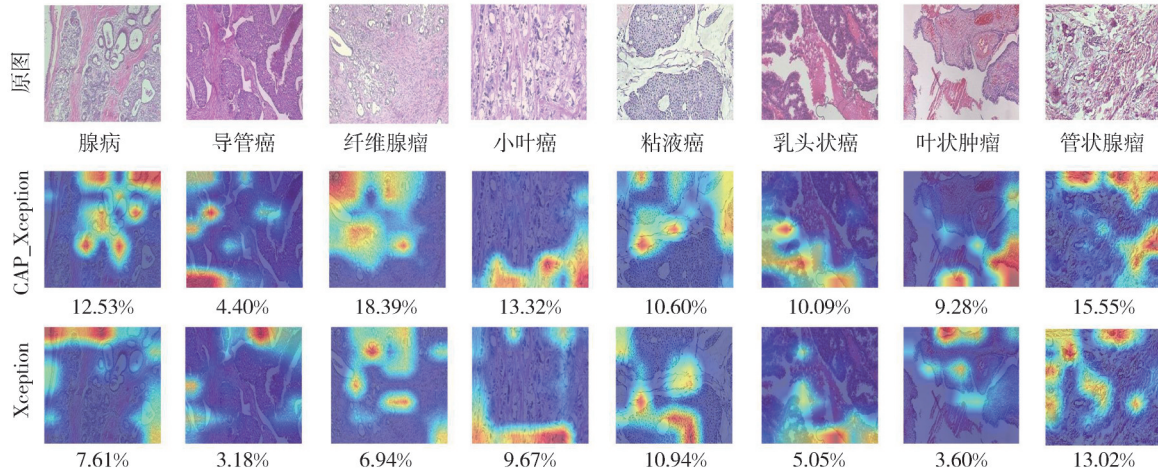 原图
腺病 导管癌 纤维腺瘤 小叶癌 粘液癌 乳头状癌 叶状肿瘤 管状腺瘤
CAP_Xception
12.53% 4.40% 18.39% 13.32% 10.60% 10.09% 9.28% 15.55%
Xception
7.61% 3.18% 6.94% 9.67% 10.94% 5.05% 3.60% 13.02%